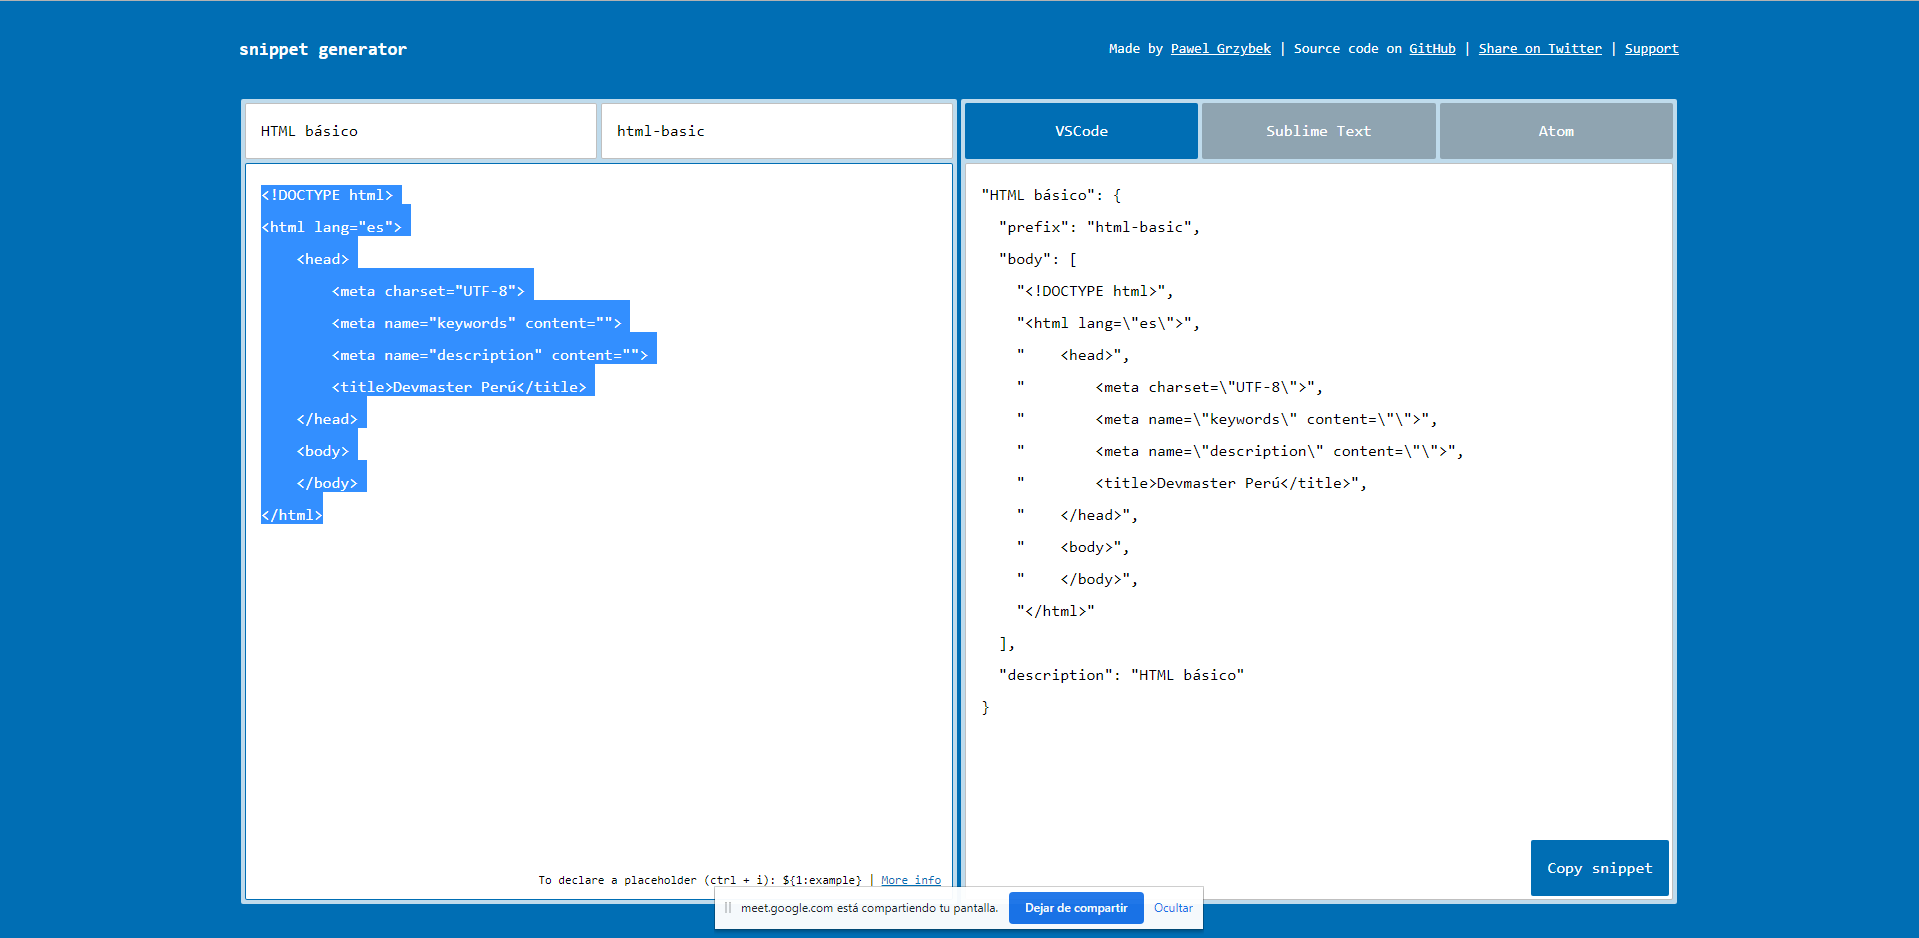 snippet generator
Made by Pawel Grzybek | Source code on GitHub | Share on Twitter | Support
HTML básico
html-basic
<!DOCTYPE html>
<html lang="es">
    <head>
        <meta charset="UTF-8">
        <meta name="keywords" content="">
        <meta name="description" content="">
        <title>Devmaster Perú</title>
    </head>
    <body>
    </body>
</html>
To declare a placeholder (ctrl + i): ${1:example} | More info
VSCode
Sublime Text
Atom
"HTML básico": {
  "prefix": "html-basic",
  "body": [
    "<!DOCTYPE html>",
    "<html lang=\"es\">",
    "    <head>",
    "        <meta charset=\"UTF-8\">",
    "        <meta name=\"keywords\" content=\"\">",
    "        <meta name=\"description\" content=\"\">",
    "        <title>Devmaster Perú</title>",
    "    </head>",
    "    <body>",
    "    </body>",
    "</html>"
  ],
  "description": "HTML básico"
}
Copy snippet
meet.google.com está compartiendo tu pantalla.
Dejar de compartir
Ocultar